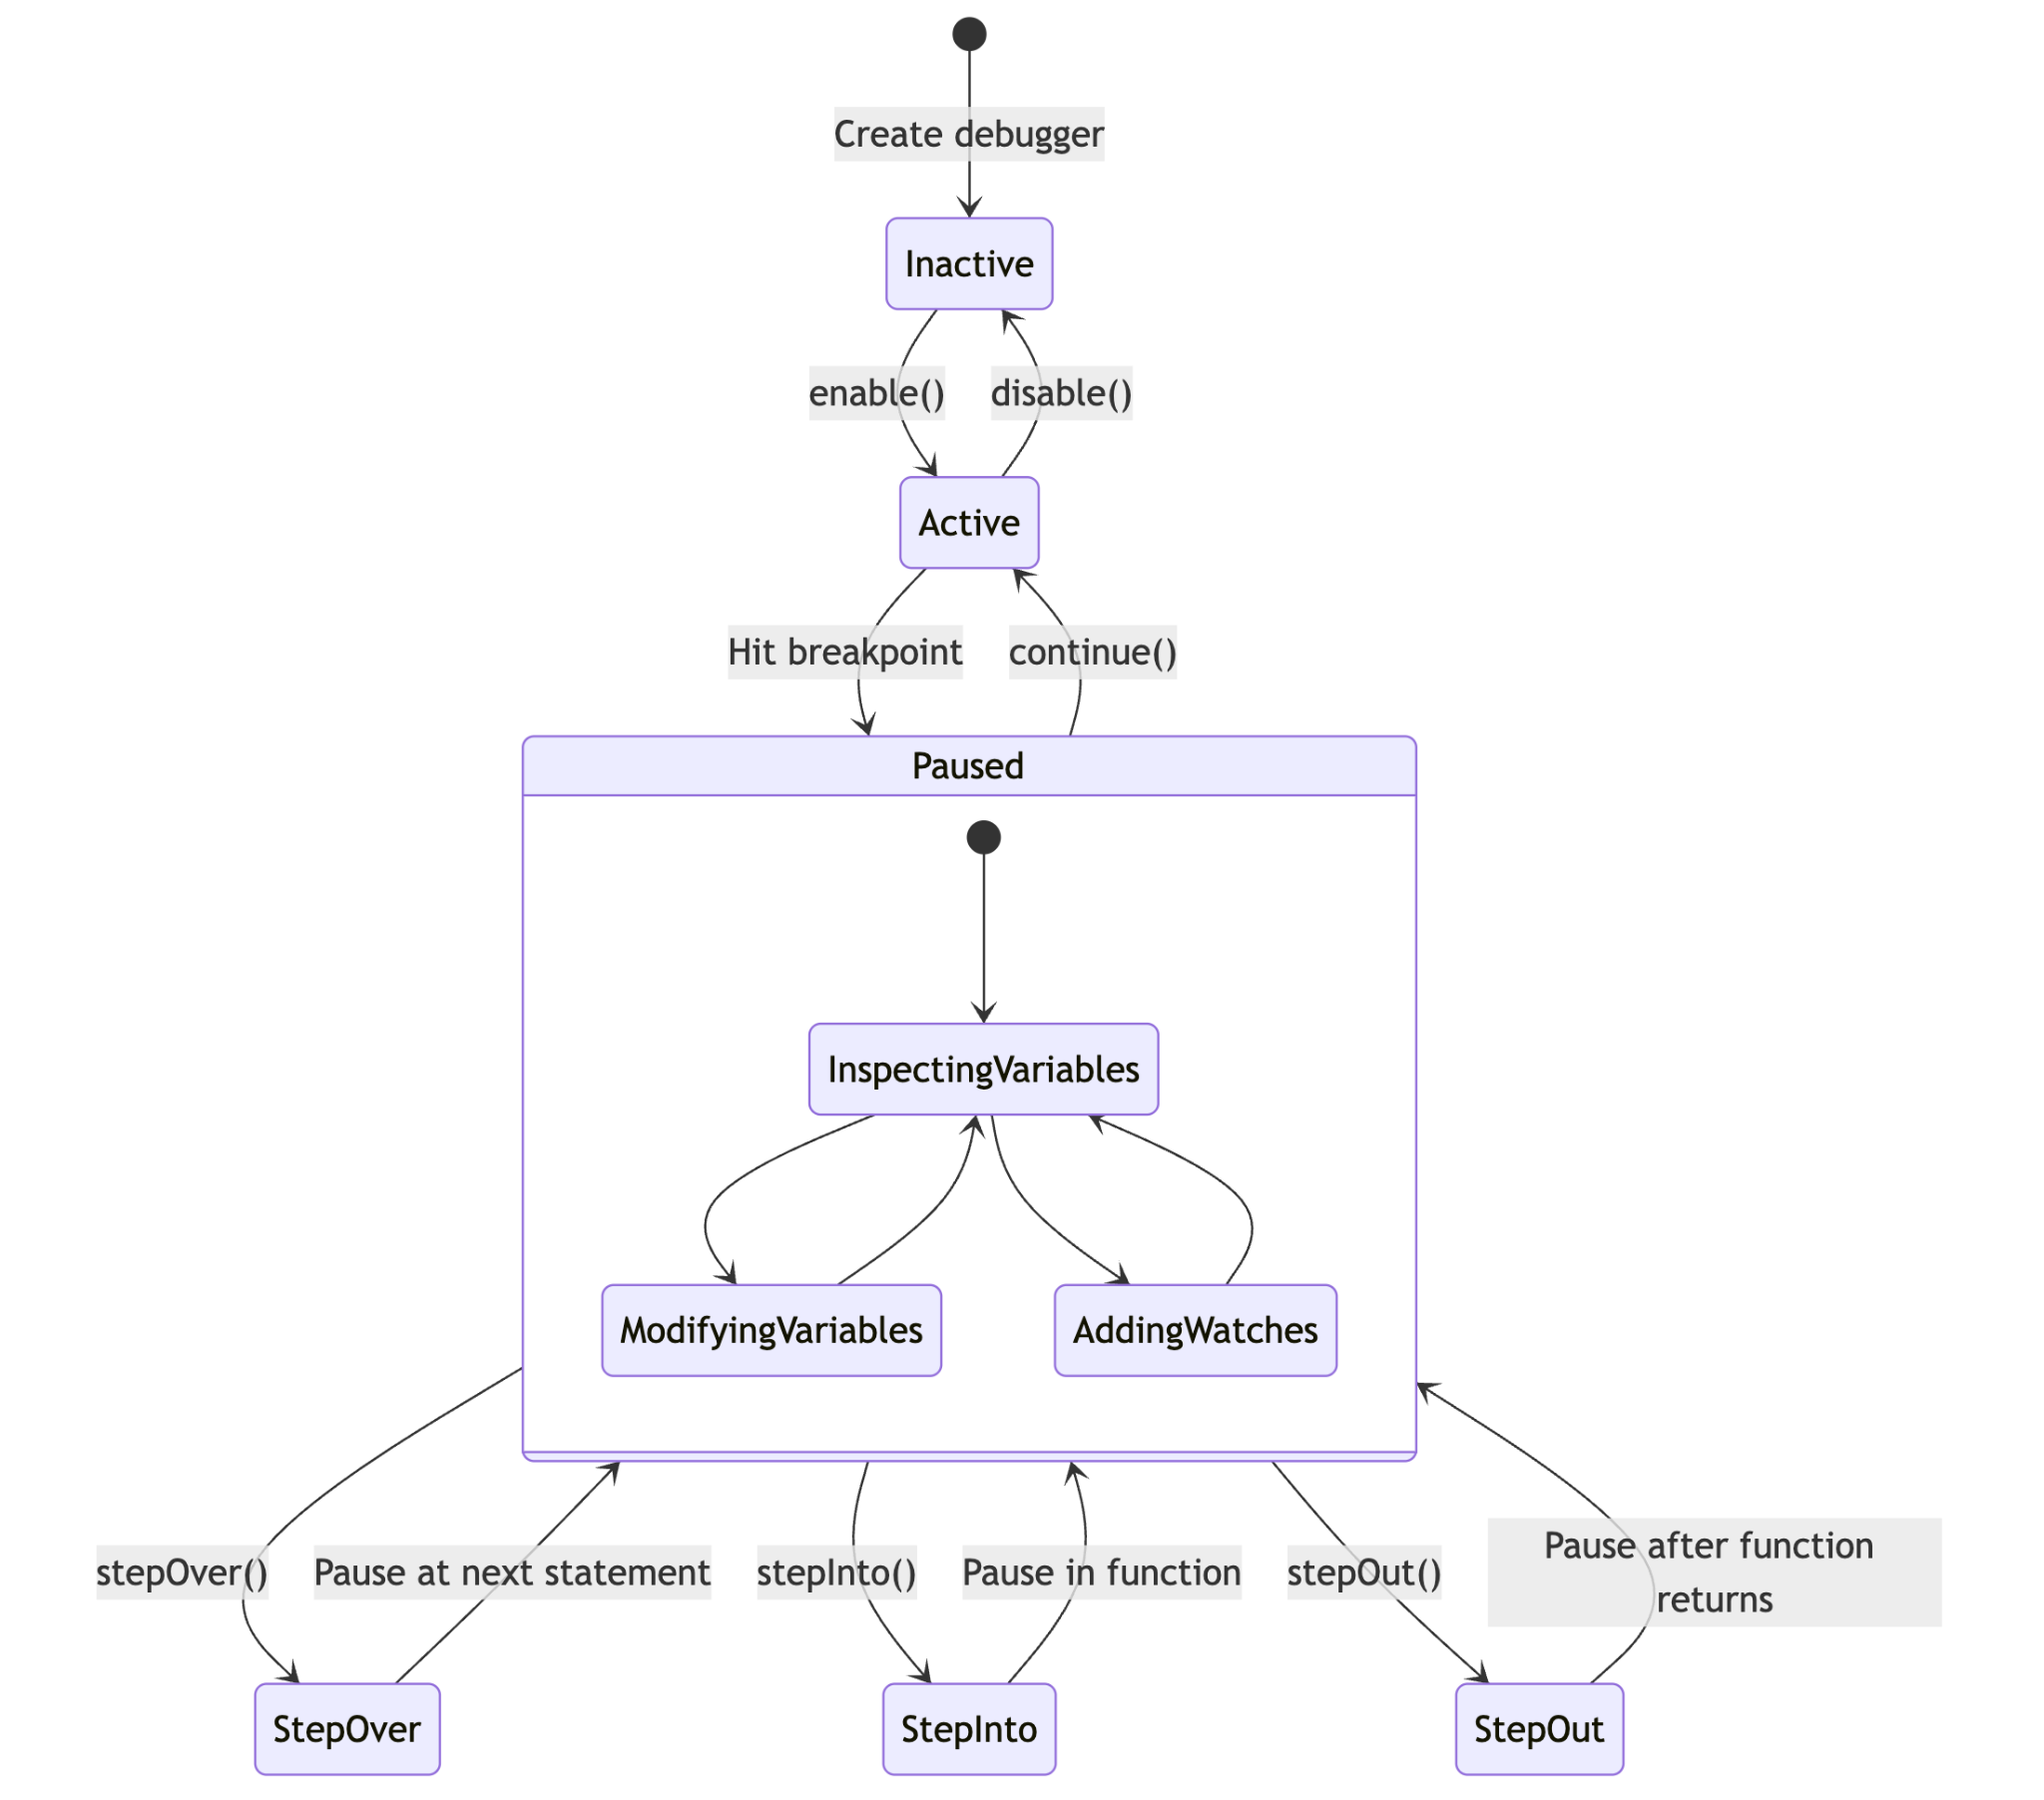 Create debugger
Inactive
enable()
disable()
Active
Hit breakpoint
continue()
Paused
InspectingVariables
ModifyingVariables
AddingWatches
stepOver()
Pause at next statement
stepInto()
Pause in function
stepOut()
Pause after function
returns
StepOver
StepInto
StepOut